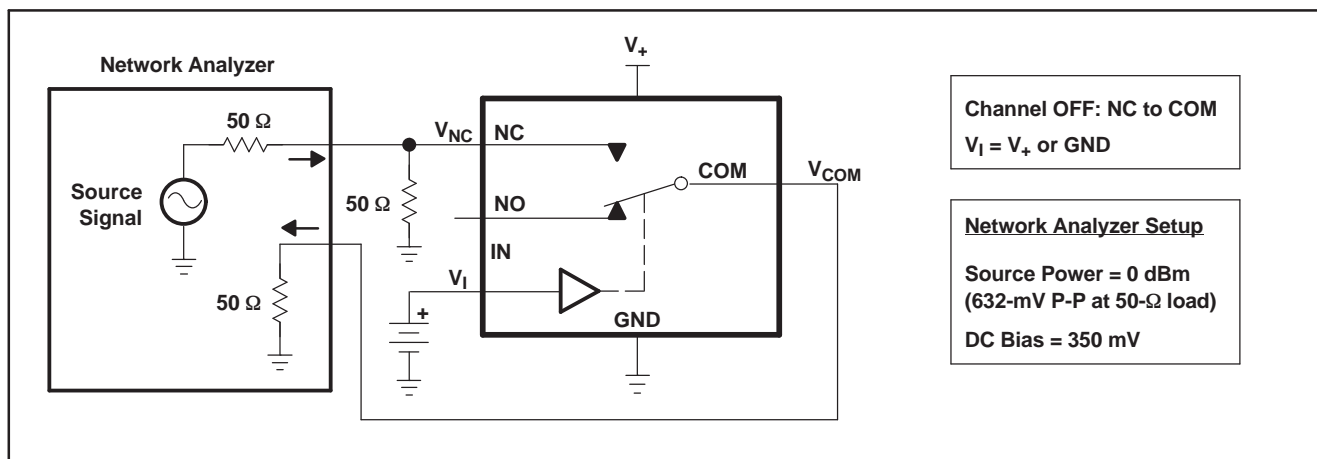 V+
Network Analyzer
50 Ω
VNC
NC
Channel OFF: NC to COM
VI = V+ or GND
COM
VCOM
Source
Signal
50 Ω
NO
IN
Network Analyzer Setup
Source Power = 0 dBm
(632-mV P-P at 50-Ω load)
DC Bias = 350 mV
50 Ω
VI
+
GND